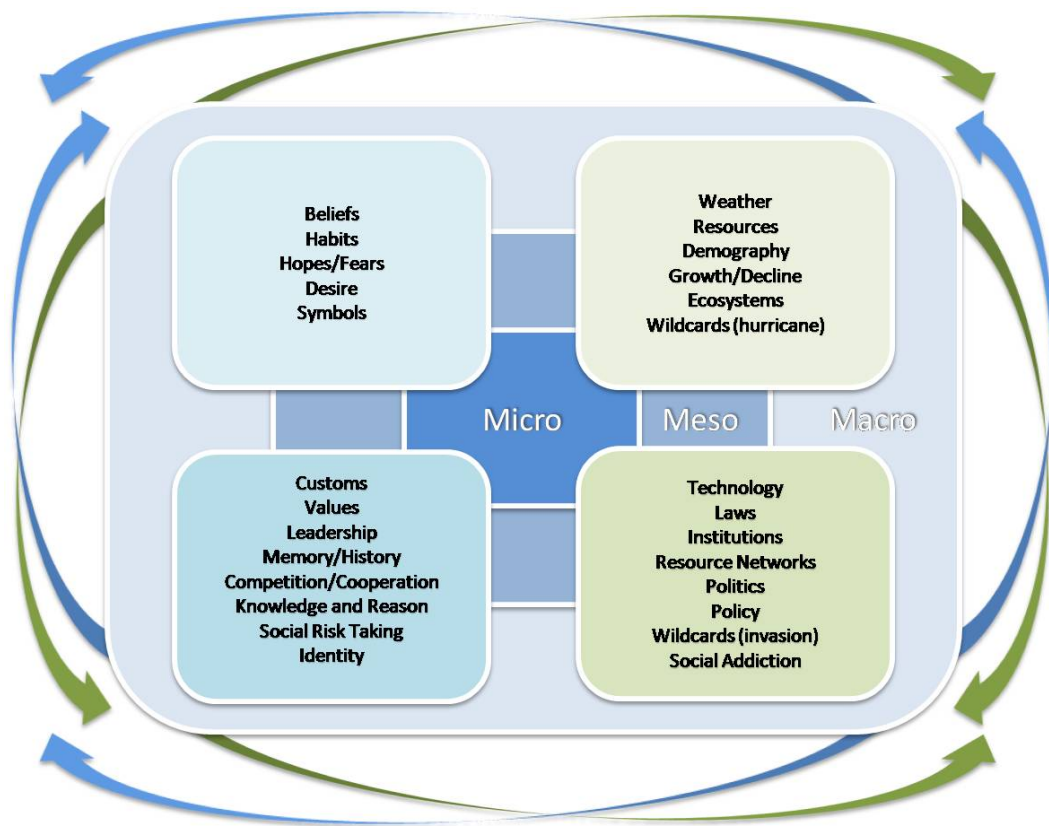 Beliefs
Habits
Hopes/Fears
Desire
Symbols
Weather
Resources
Demography
Growth/Decline
Ecosystems
Wildcards (hurricane)
Micro
Meso
Macro
Customs
Values
Leadership
Memory/History
Competition/Cooperation
Knowledge and Reason
Social Risk Taking
Identity
Technology
Laws
Institutions
Resource Networks
Politics
Policy
Wildcards (invasion)
Social Addiction